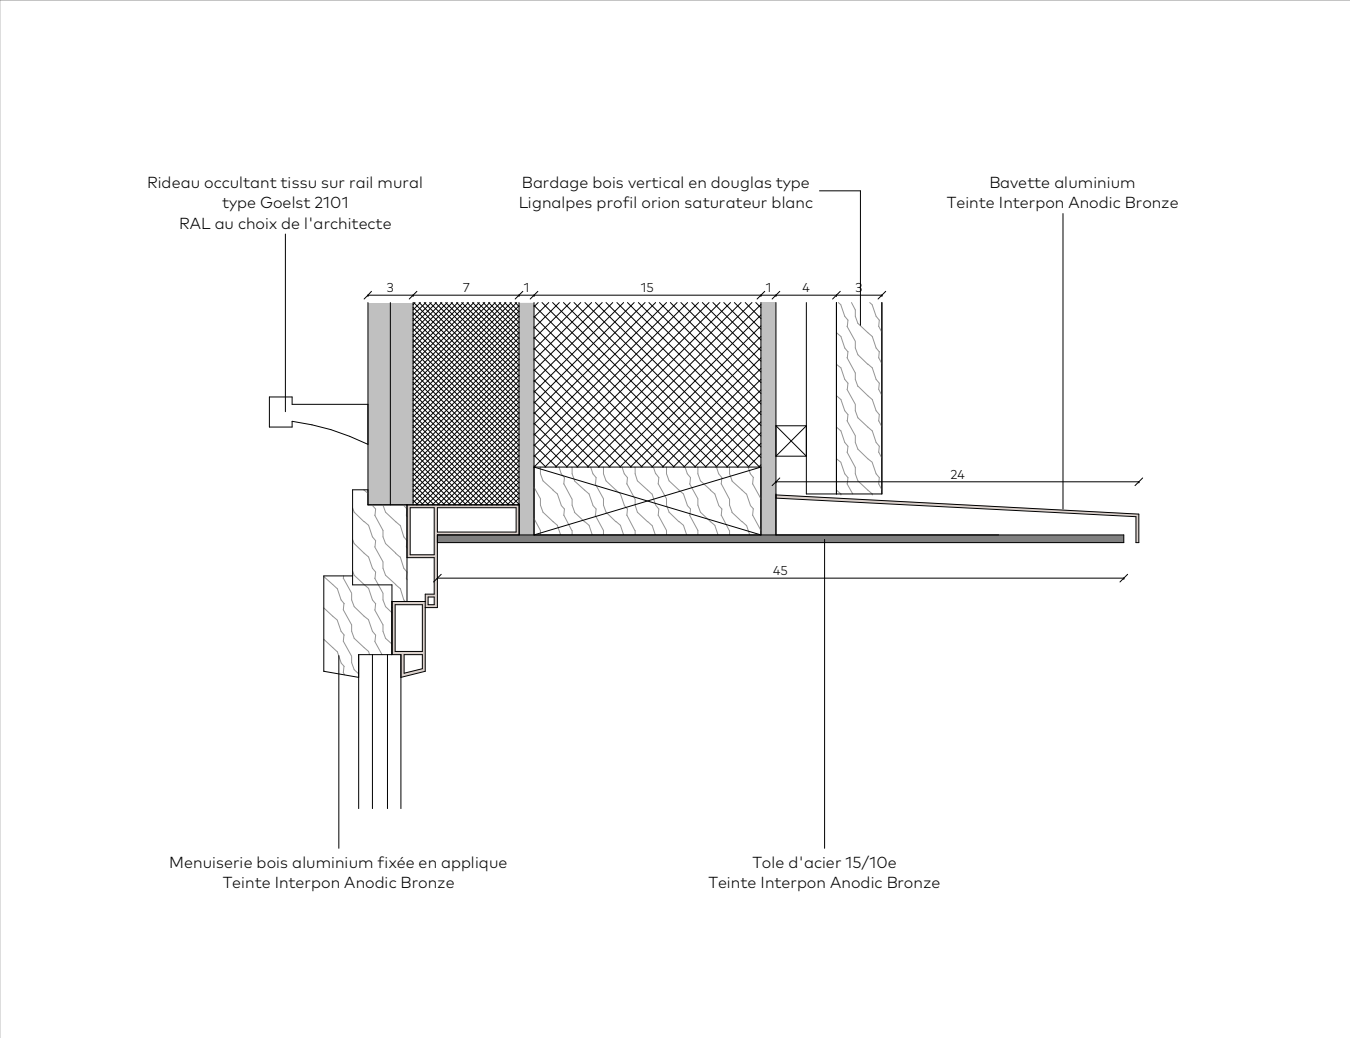 Rideau occultant tissu sur rail mural
type Goelst 2101
RAL au choix de l'architecte
Bardage bois vertical en douglas type
Lignalpes profil orion saturateur blanc
Bavette aluminium
Teinte Interpon Anodic Bronze
3 7 1 15 1 4 3
24
45
Menuiserie bois aluminium fixée en applique
Teinte Interpon Anodic Bronze
Tole d'acier 15/10e
Teinte Interpon Anodic Bronze